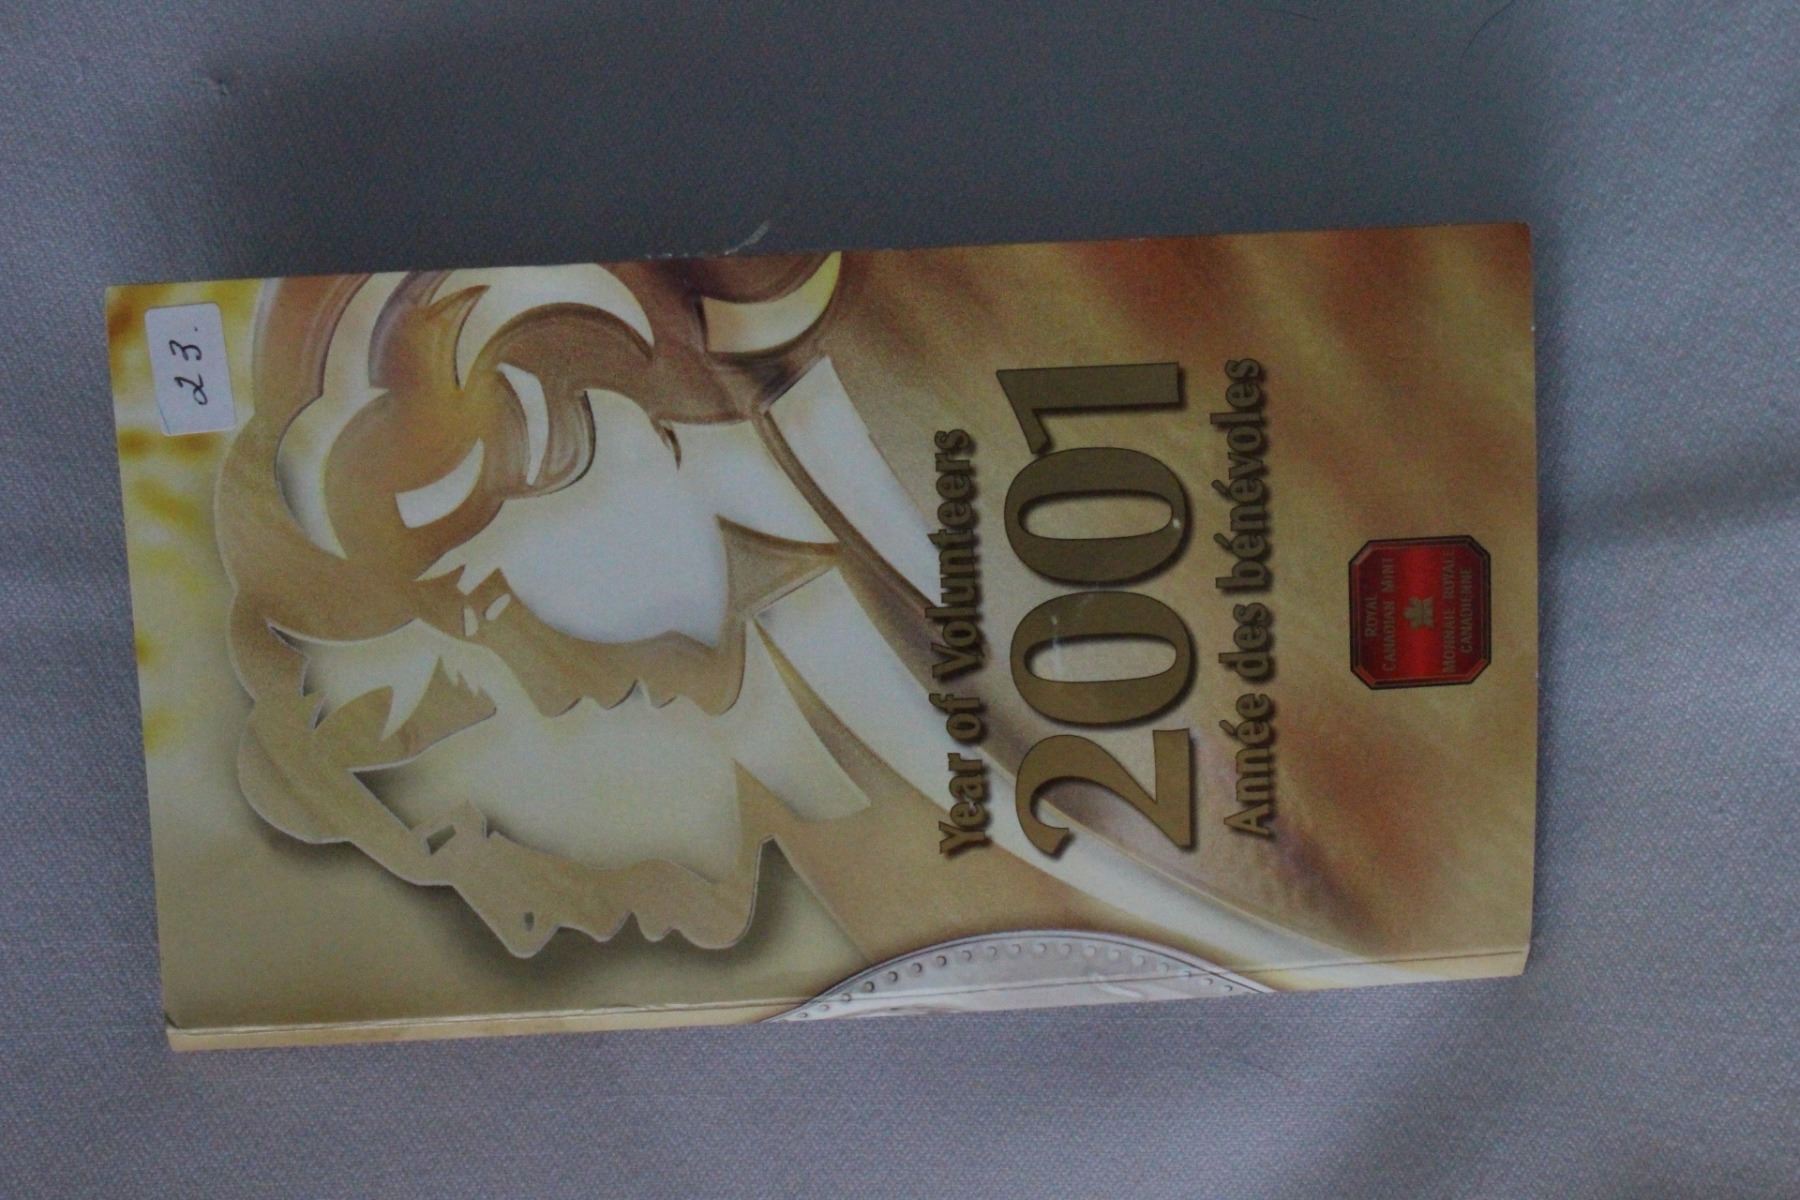 23.
Year of Volunteers
2001
Année des bénévoles
ROYAL
CANADIAN MINT
MONNAIE ROYALE
CANADIENNE